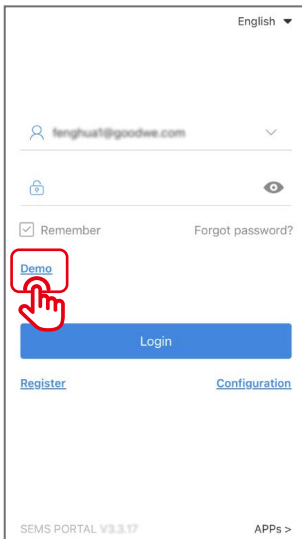 English
fenghua1@goodwe.com
Remember Forgot password?
Demo
Login
Register Configuration
SEMS PORTAL V3.3.17 APPs >